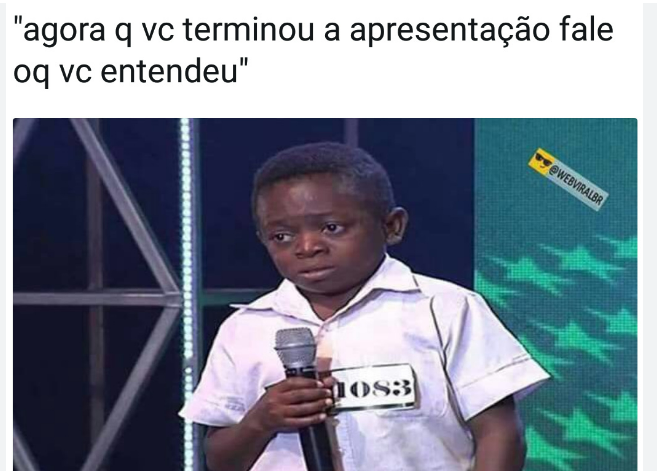 "agora q vc terminou a apresentação fale
oq vc entendeu"
@WEBVIRALBR
1083